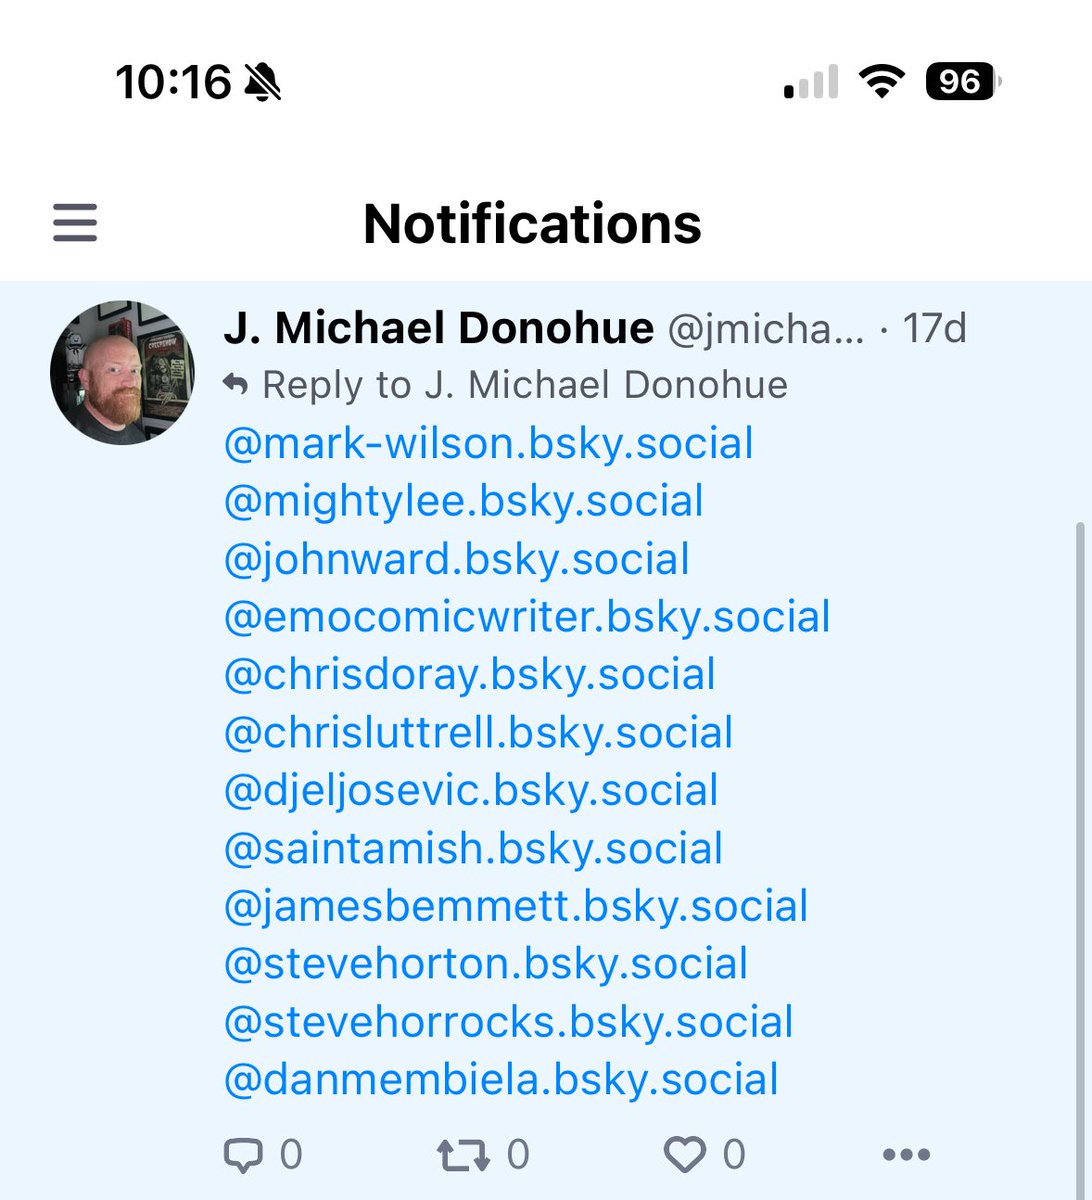 10:16
96
Notifications
J. Michael Donohue @jmicha... · 17d
Reply to J. Michael Donohue
@mark-wilson.bsky.social
@mightylee.bsky.social
@johnward.bsky.social
@emocomicwriter.bsky.social
@chrisdoray.bsky.social
@chrisluttrell.bsky.social
@djeljosevic.bsky.social
@saintamish.bsky.social
@jamesbemmett.bsky.social
@stevehorton.bsky.social
@stevehorrocks.bsky.social
@danmembiela.bsky.social
0 0 0